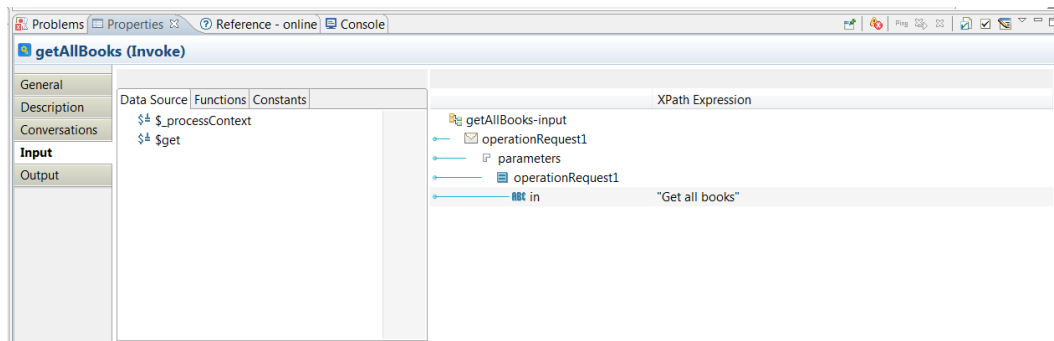 Problems Properties Reference - online Console
Ping
getAllBooks (Invoke)
General
Description
Conversations
Input
Output
Data Source Functions Constants
$_processContext
$get
XPath Expression
getAllBooks-input
operationRequest1
parameters
operationRequest1
ABC in "Get all books"